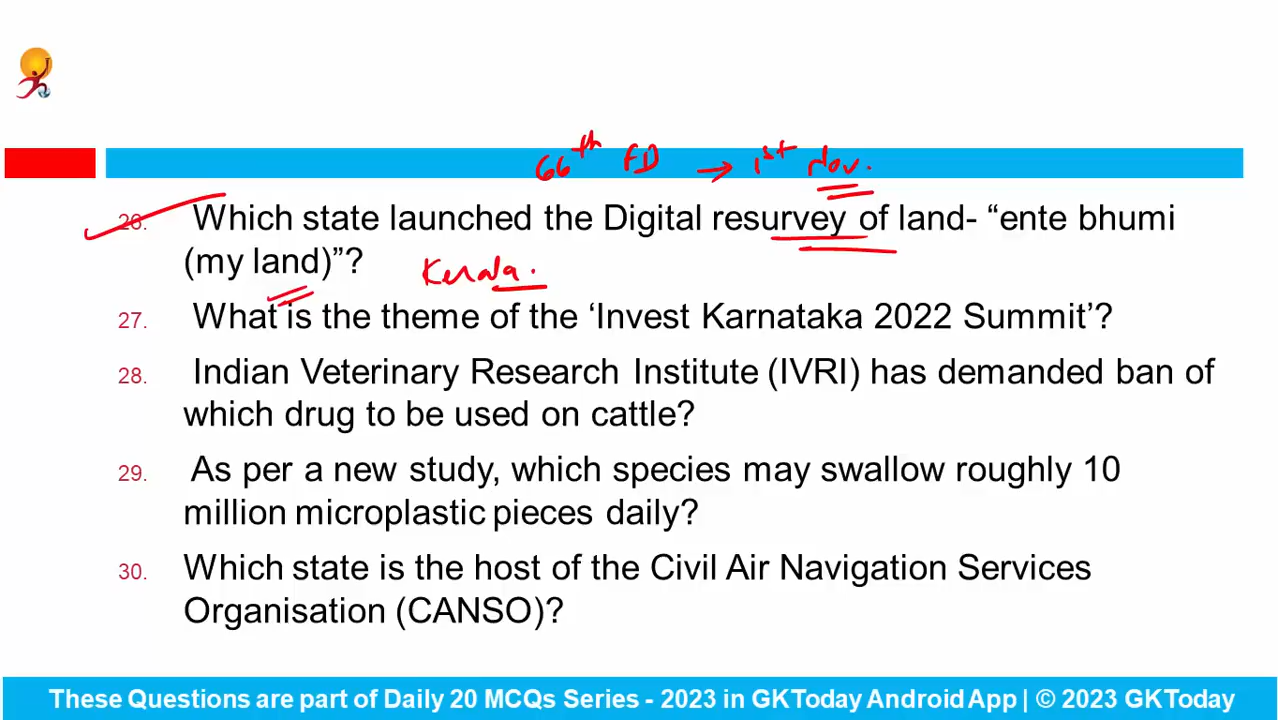 66th FD → 1st Nov.
26. Which state launched the Digital resurvey of land- “ente bhumi
(my land)”?
Kerala.
27. What is the theme of the ‘Invest Karnataka 2022 Summit’?
28. Indian Veterinary Research Institute (IVRI) has demanded ban of
which drug to be used on cattle?
29. As per a new study, which species may swallow roughly 10
million microplastic pieces daily?
30. Which state is the host of the Civil Air Navigation Services
Organisation (CANSO)?
These Questions are part of Daily 20 MCQs Series - 2023 in GKToday Android App | © 2023 GKToday